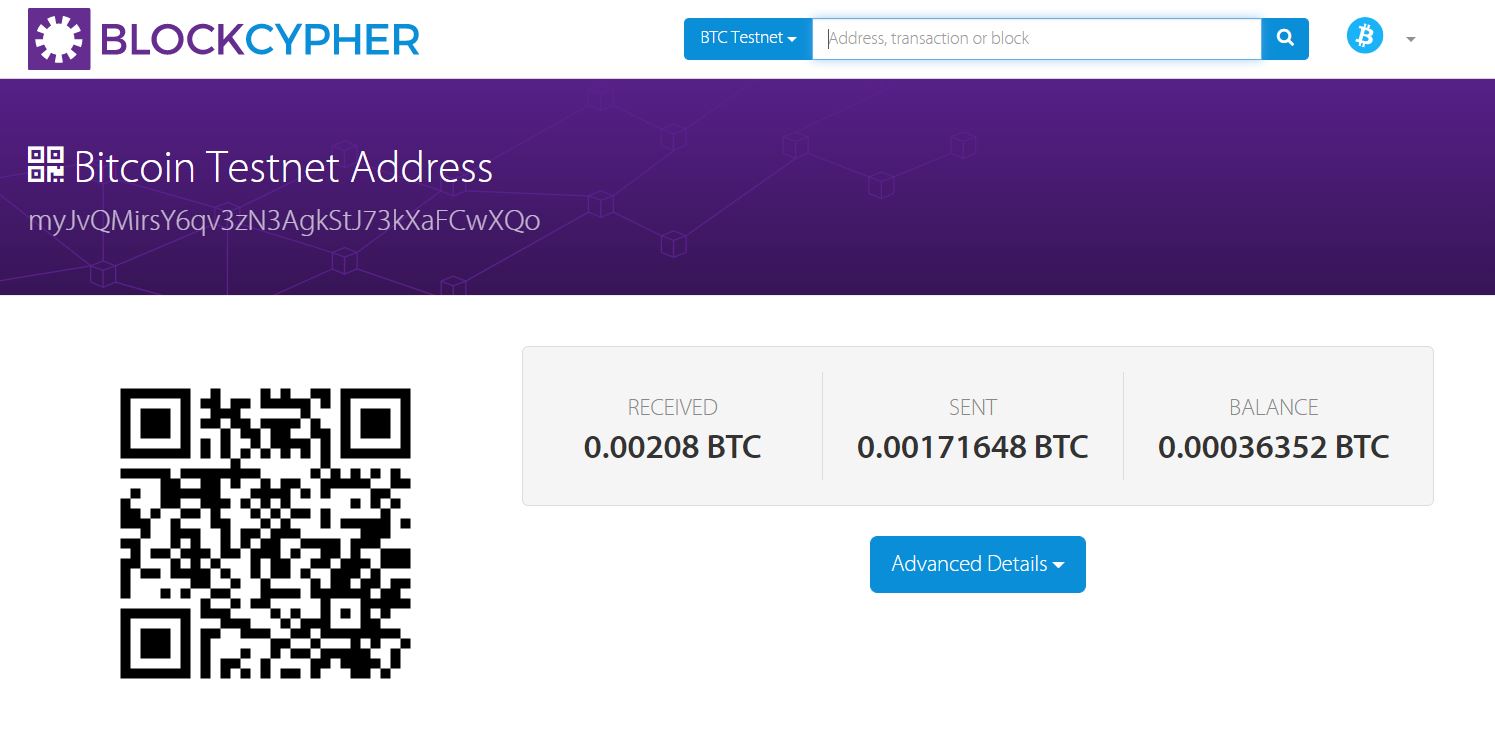 BLOCKCYPHER
BTC Testnet
Address, transaction or block
Bitcoin Testnet Address
myJvQMirsY6qv3zN3AgkStJ73kXaFCwXQo
RECEIVED
0.00208 BTC
SENT
0.00171648 BTC
BALANCE
0.00036352 BTC
Advanced Details